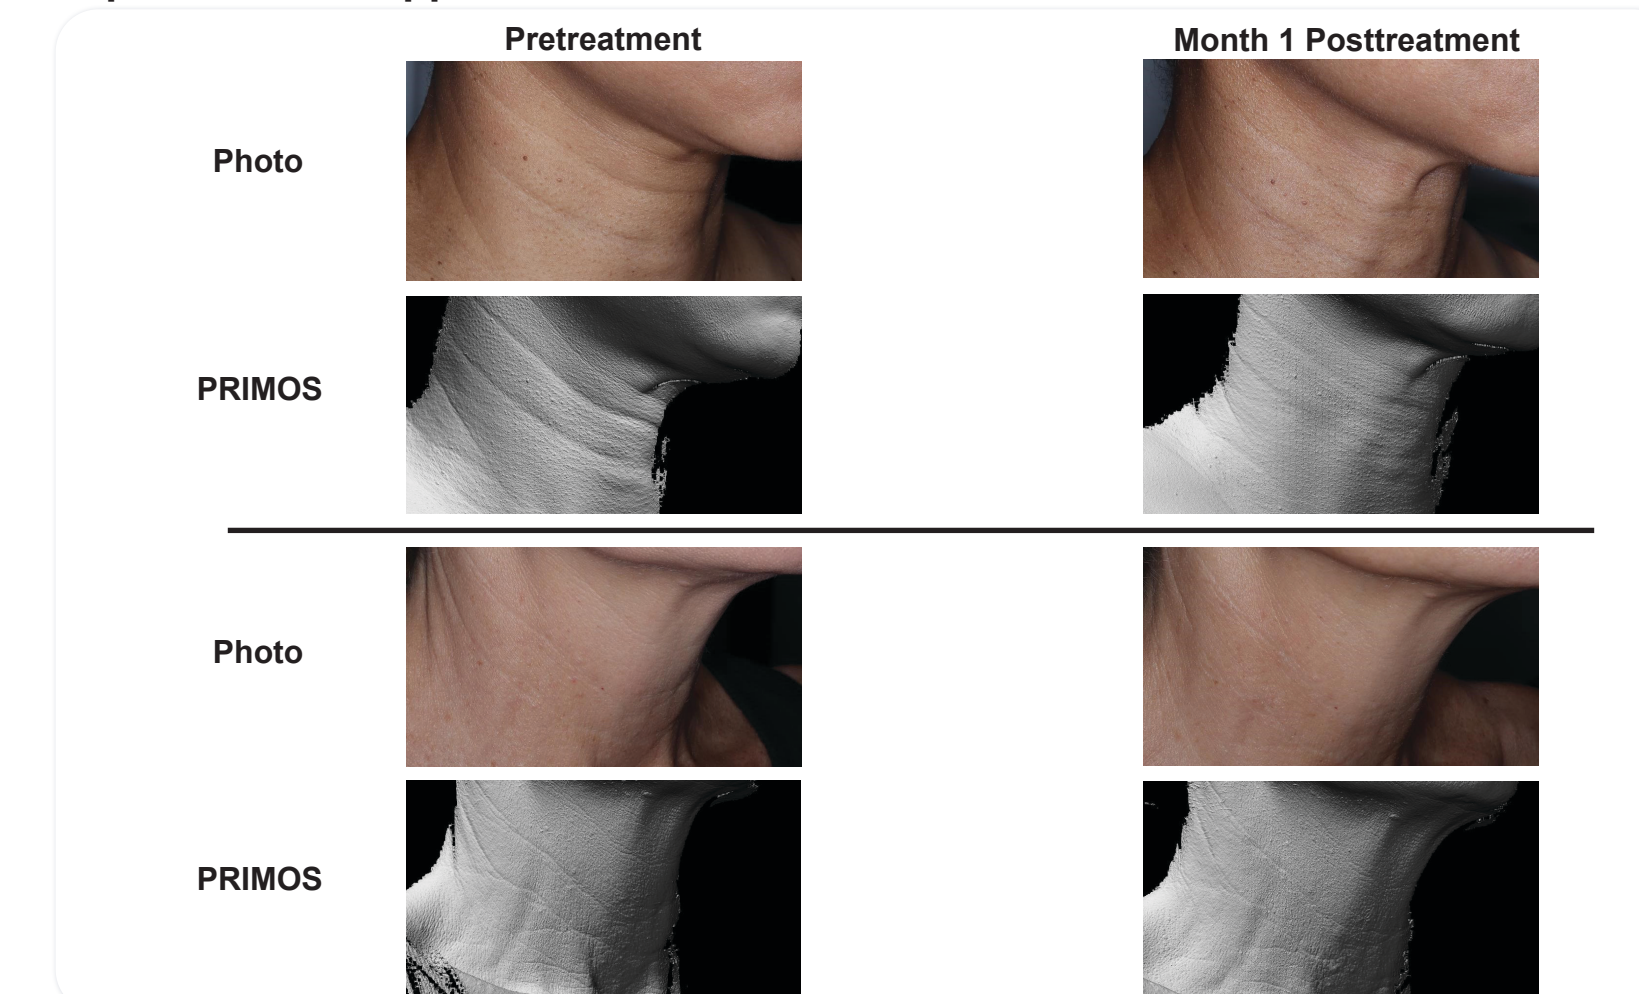 Pretreatment
Month 1 Posttreatment
Photo
PRIMOS
Photo
PRIMOS